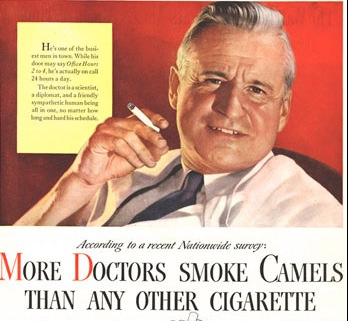 He's one of the busi-
est men in town. While his
door may say Office Hours
2 to 4, he's actually on call
24 hours a day.
The doctor is a scientist,
a diplomat, and a friendly
sympathetic human being
all in one, no matter how
long and hard his schedule.
According to a recent Nationwide survey:
MORE DOCTORS SMOKE CAMELS
THAN ANY OTHER CIGARETTE